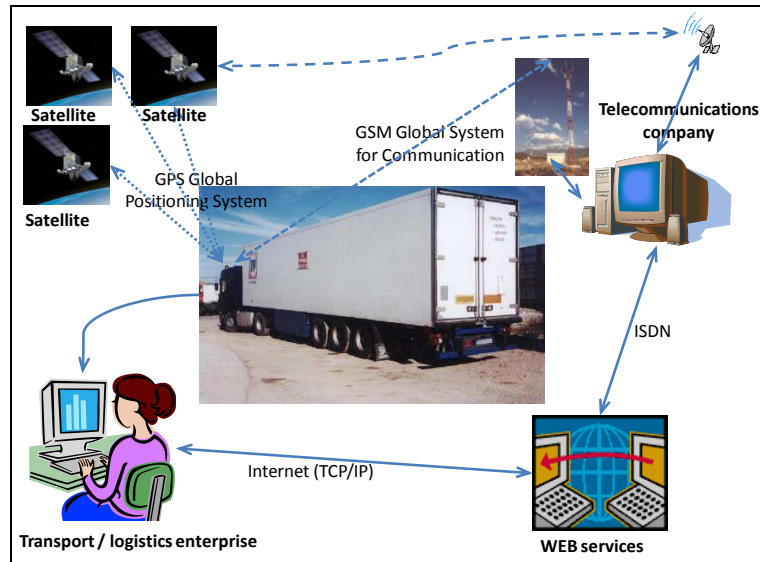 Satellite
Satellite
Telecommunications
company
GSM Global System
for Communication
GPS Global
Positioning System
Satellite
ISDN
Internet (TCP/IP)
Transport / logistics enterprise
WEB services